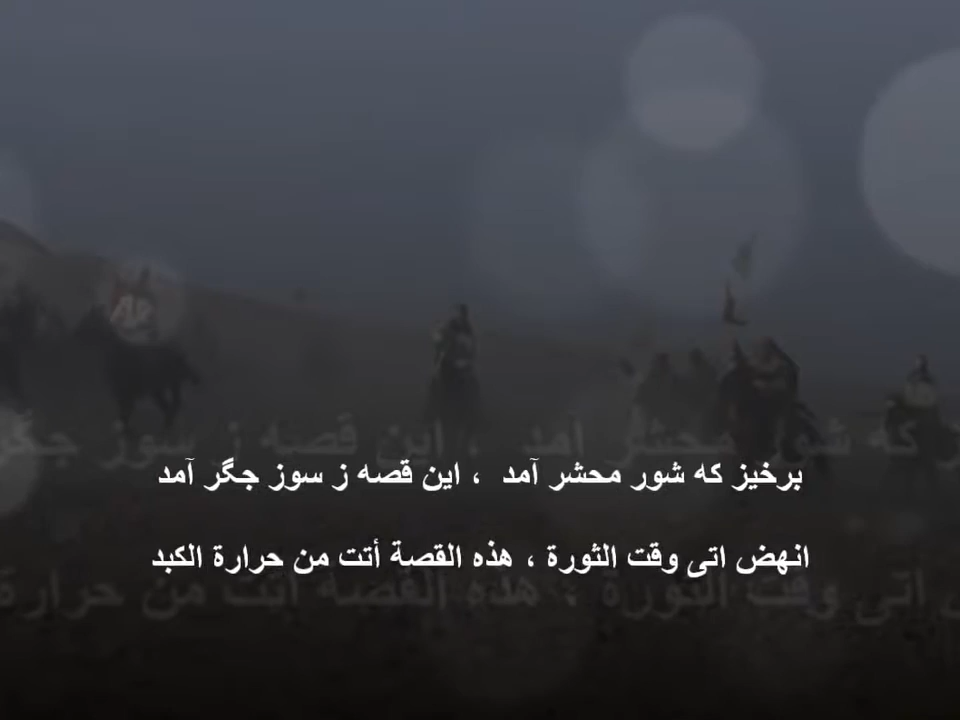 برخیز که شور محشر آمد ، این قصه ز سوز جگر آمد
انهض اتى وقت الثورة ، هذه القصة أتت من حرارة الكبد